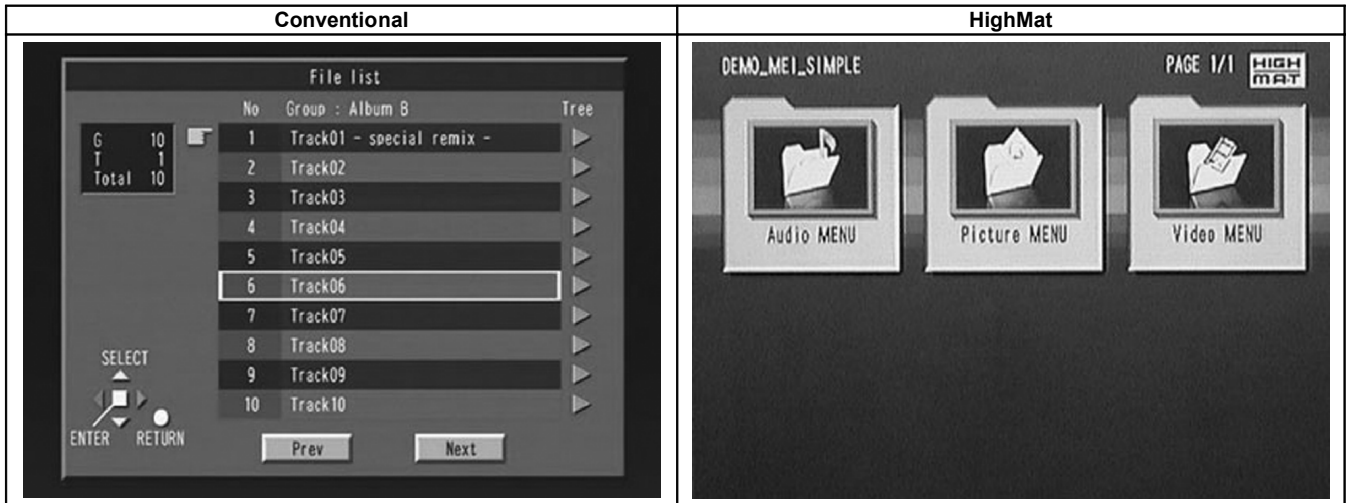 Conventional
HighMat
File list
No Group : Album B Tree
G 10
T 1
Total 10
1 Track01 - special remix -
2 Track02
3 Track03
4 Track04
5 Track05
6 Track06
7 Track07
8 Track08
9 Track09
10 Track10
SELECT
ENTER RETURN
Prev Next
DEMO_MEI_SIMPLE
PAGE 1/1
HIGH
MAT
Audio MENU
Picture MENU
Video MENU